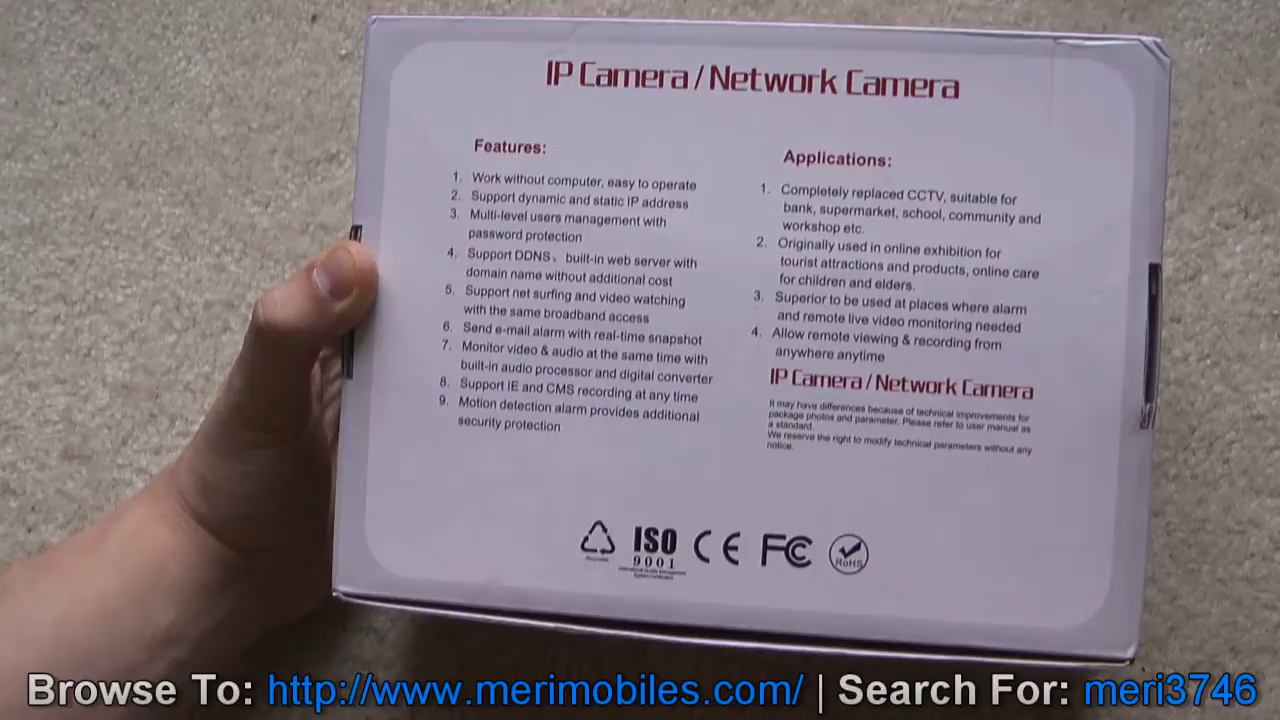 IP Camera / Network Camera
Features:
1. Work without computer, easy to operate
2. Support dynamic and static IP address
3. Multi-level users management with
password protection
4. Support DDNS、built-in web server with
domain name without additional cost
5. Support net surfing and video watching
with the same broadband access
6. Send e-mail alarm with real-time snapshot
7. Monitor video & audio at the same time with
built-in audio processor and digital converter
8. Support IE and CMS recording at any time
9. Motion detection alarm provides additional
security protection
Applications:
1. Completely replaced CCTV, suitable for
bank, supermarket, school, community and
workshop etc.
2. Originally used in online exhibition for
tourist attractions and products, online care
for children and elders.
3. Superior to be used at places where alarm
and remote live video monitoring needed
4. Allow remote viewing & recording from
anywhere anytime
IP Camera / Network Camera
It may have differences because of technical improvements for
package photos and parameter. Please refer to user manual as
a standard.
We reserve the right to modify technical parameters without any
notice.
ISO
9001
CE
FC
RoHS
Browse To: http://www.merimobiles.com/ | Search For: meri3746